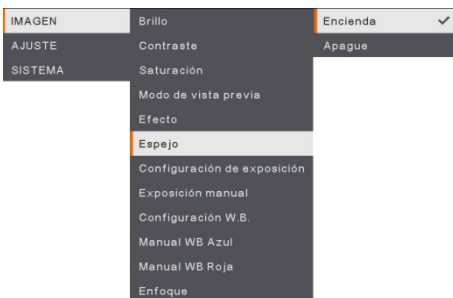 IMAGEN
AJUSTE
SISTEMA
Brillo
Contraste
Saturación
Modo de vista previa
Efecto
Espejo
Configuración de exposición
Exposición manual
Configuración W.B.
Manual WB Azul
Manual WB Roja
Enfoque
Encienda
Apague